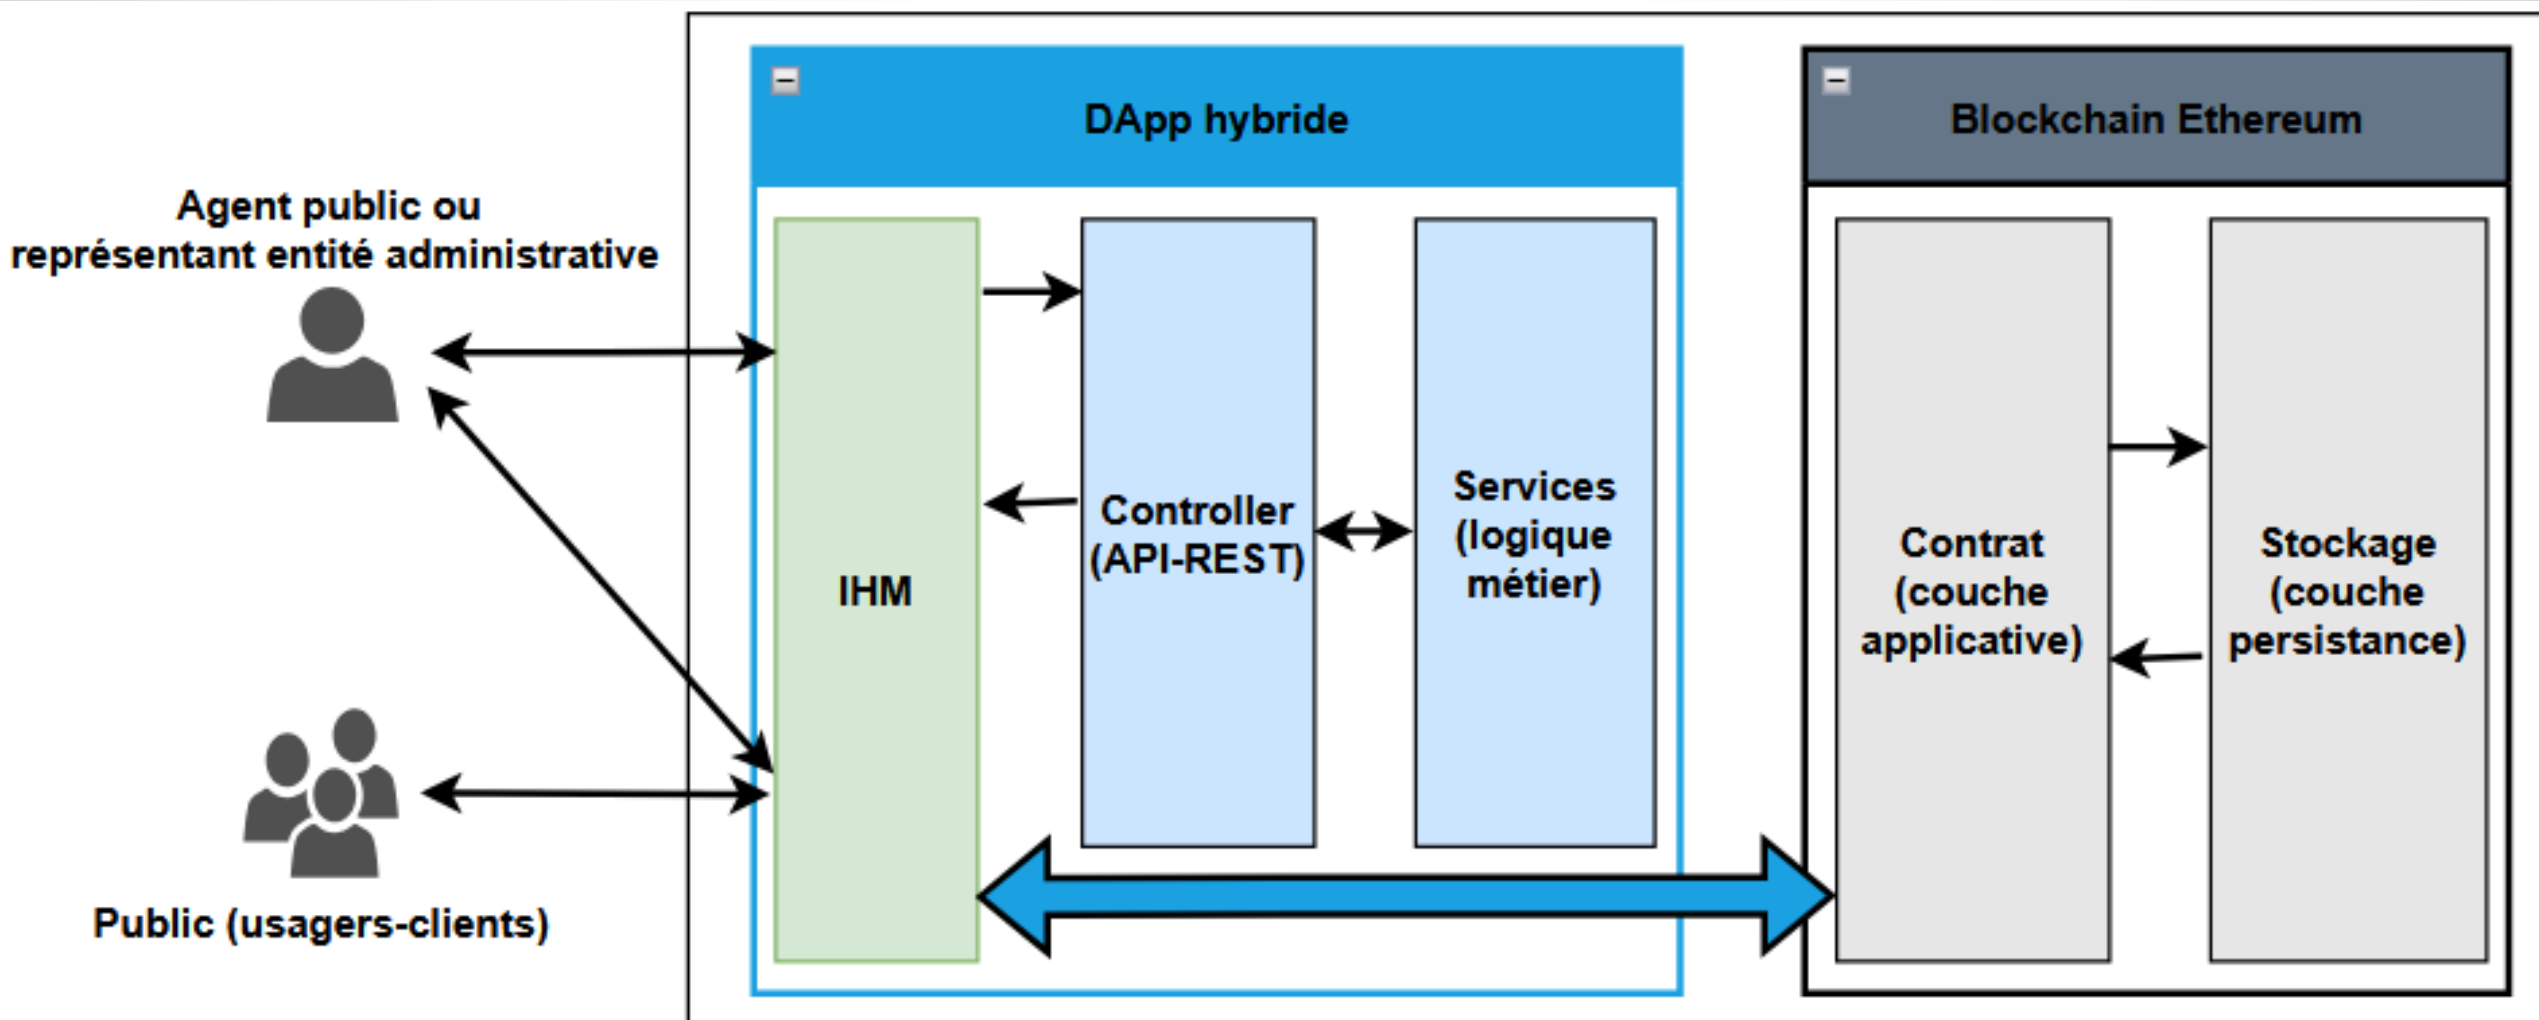 DApp hybride
Blockchain Ethereum
Agent public ou
représentant entité administrative
IHM
Controller
(API-REST)
Services
(logique
métier)
Contrat
(couche
applicative)
Stockage
(couche
persistance)
Public (usagers-clients)